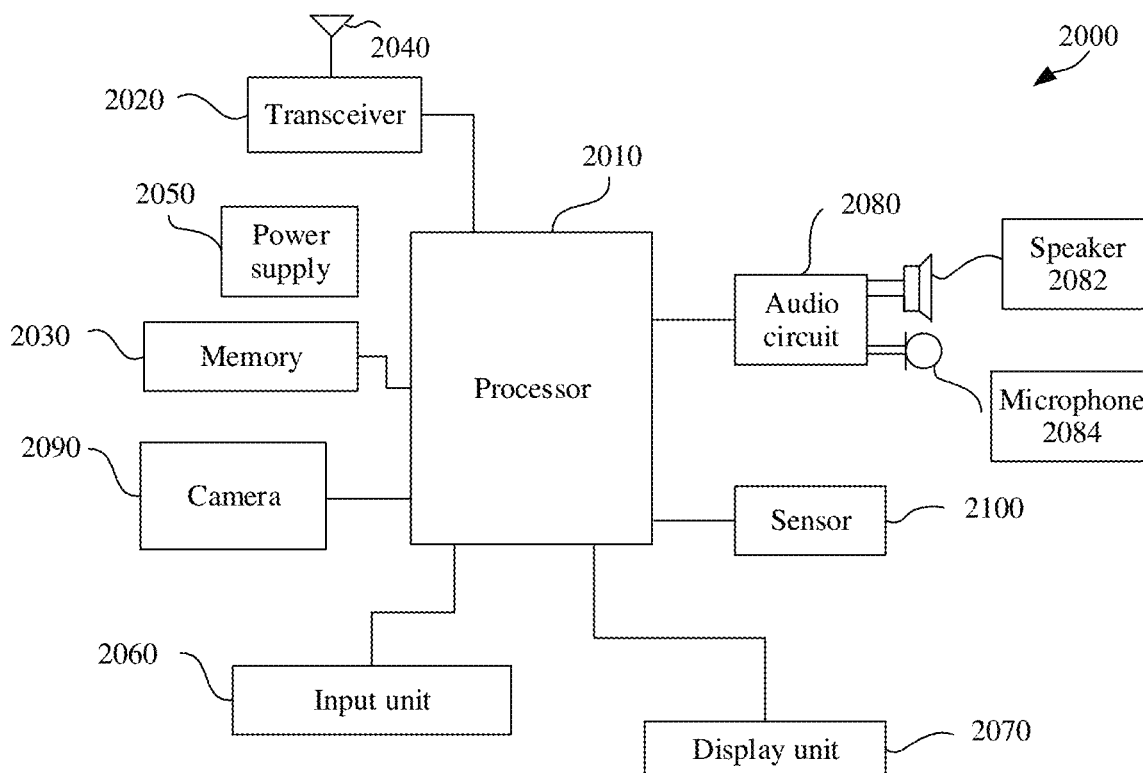 2040
2000
2020
Transceiver
2010
2050
Power
supply
2080
Speaker
2082
Audio
circuit
2030
Memory
Processor
Microphone
2084
2090
Camera
Sensor
2100
2060
Input unit
Display unit
2070